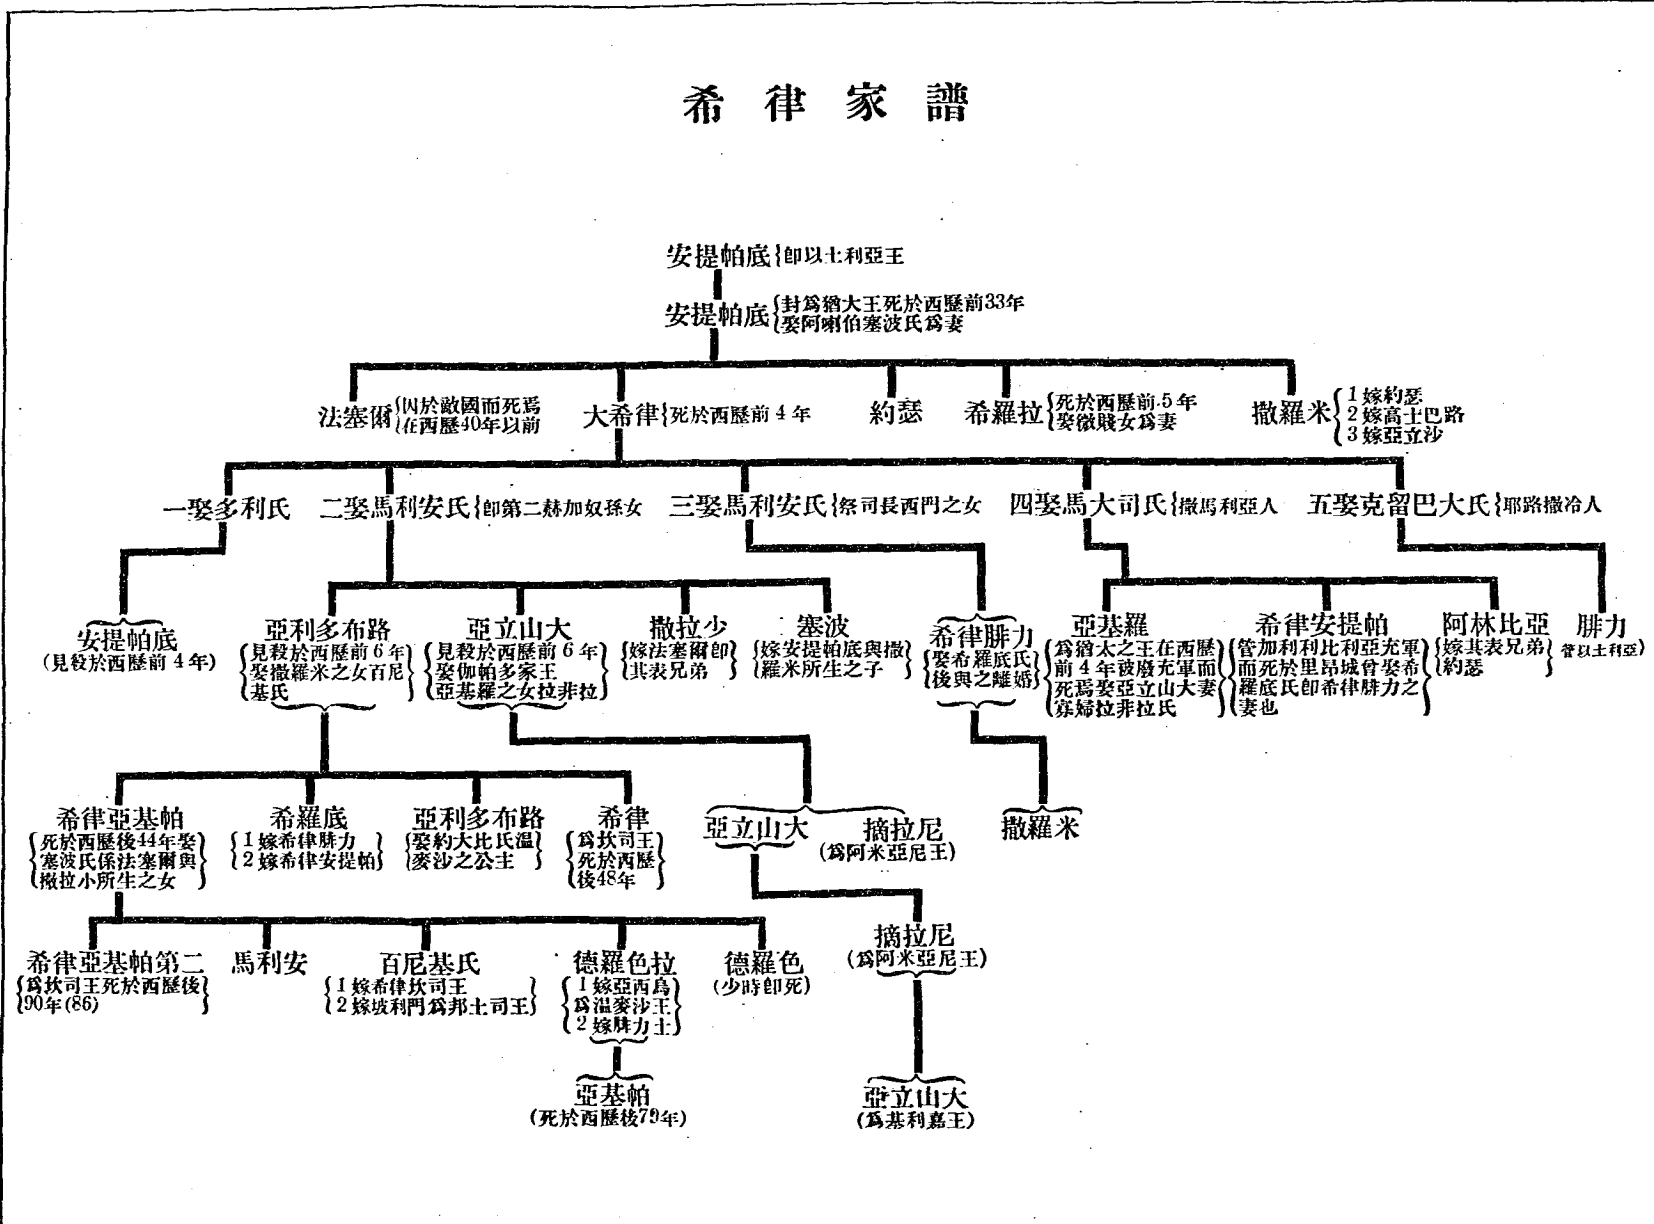 希律家譜
安提帕底{卽以土利亞王
安提帕底{封爲猶大王死於西歷前33年
娶阿喇伯塞波氏爲妻
法塞爾{囚於敵國而死焉
在西歷40年以前
大希律{死於西歷前4年
約瑟
希羅拉{死於西歷前5年
娶微賤女爲妻
撒羅米{1嫁約瑟
2嫁高士巴路
3嫁亞立沙
一娶多利氏
二娶馬利安氏{卽第二赫加奴孫女
三娶馬利安氏{祭司長西門之女
四娶馬大司氏{撒馬利亞人
五娶克留巴大氏{耶路撒冷人
安提帕底
(見殺於西歷前4年)
亞利多布路
{見殺於西歷前6年}
娶撒羅米之女百尼
基氏
亞立山大
{見殺於西歷前6年}
娶伽帕多家王
亞基羅之女拉非拉
撒拉少
{嫁法塞爾卽}
其表兄弟
塞波
{嫁安提帕底與撒}
羅米所生之子
希律腓力
{娶希羅底氏}
後與之離婚
亞基羅
{爲猶太之王在西歷}
前4年被廢充軍而
死焉娶亞立山大妻
寡婦拉非拉氏
希律安提帕
{管加利利比利亞充軍}
而死於里昂城曾娶希
羅底氏卽希律腓力之
妻也
阿林比亞
{嫁其表兄弟}
約瑟
腓力
管以土利亞)
希律亞基帕
{死於西歷後44年娶}
塞波氏係法塞爾與
撒拉小所生之女
希羅底
{1嫁希律腓力}
2嫁希律安提帕
亞利多布路
{娶約大比氏溫}
麥沙之公主
希律
{爲坎司王}
死於西歷
後48年
亞立山大
摘拉尼
(爲阿米亞尼王)
撒羅米
希律亞基帕第二
{爲坎司王死於西歷後}
90年(86)
馬利安
百尼基氏
{1嫁希律坎司王}
2嫁坡利門爲邦土司王
德羅色拉
{1嫁亞西爲}
爲溫麥沙王
2嫁腓力士
德羅色
(少時卽死)
摘拉尼
(爲阿米亞尼王)
亞基帕
(死於西歷後79年)
亞立山大
(爲基利嘉王)